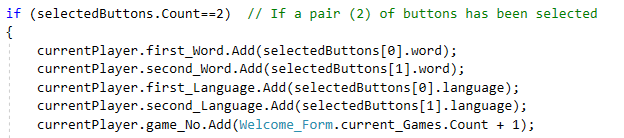 if (selectedButtons.Count==2)  // If a pair (2) of buttons has been selected
{
    currentPlayer.first_Word.Add(selectedButtons[0].word);
    currentPlayer.second_Word.Add(selectedButtons[1].word);
    currentPlayer.first_Language.Add(selectedButtons[0].language);
    currentPlayer.second_Language.Add(selectedButtons[1].language);
    currentPlayer.game_No.Add(Welcome_Form.current_Games.Count + 1);